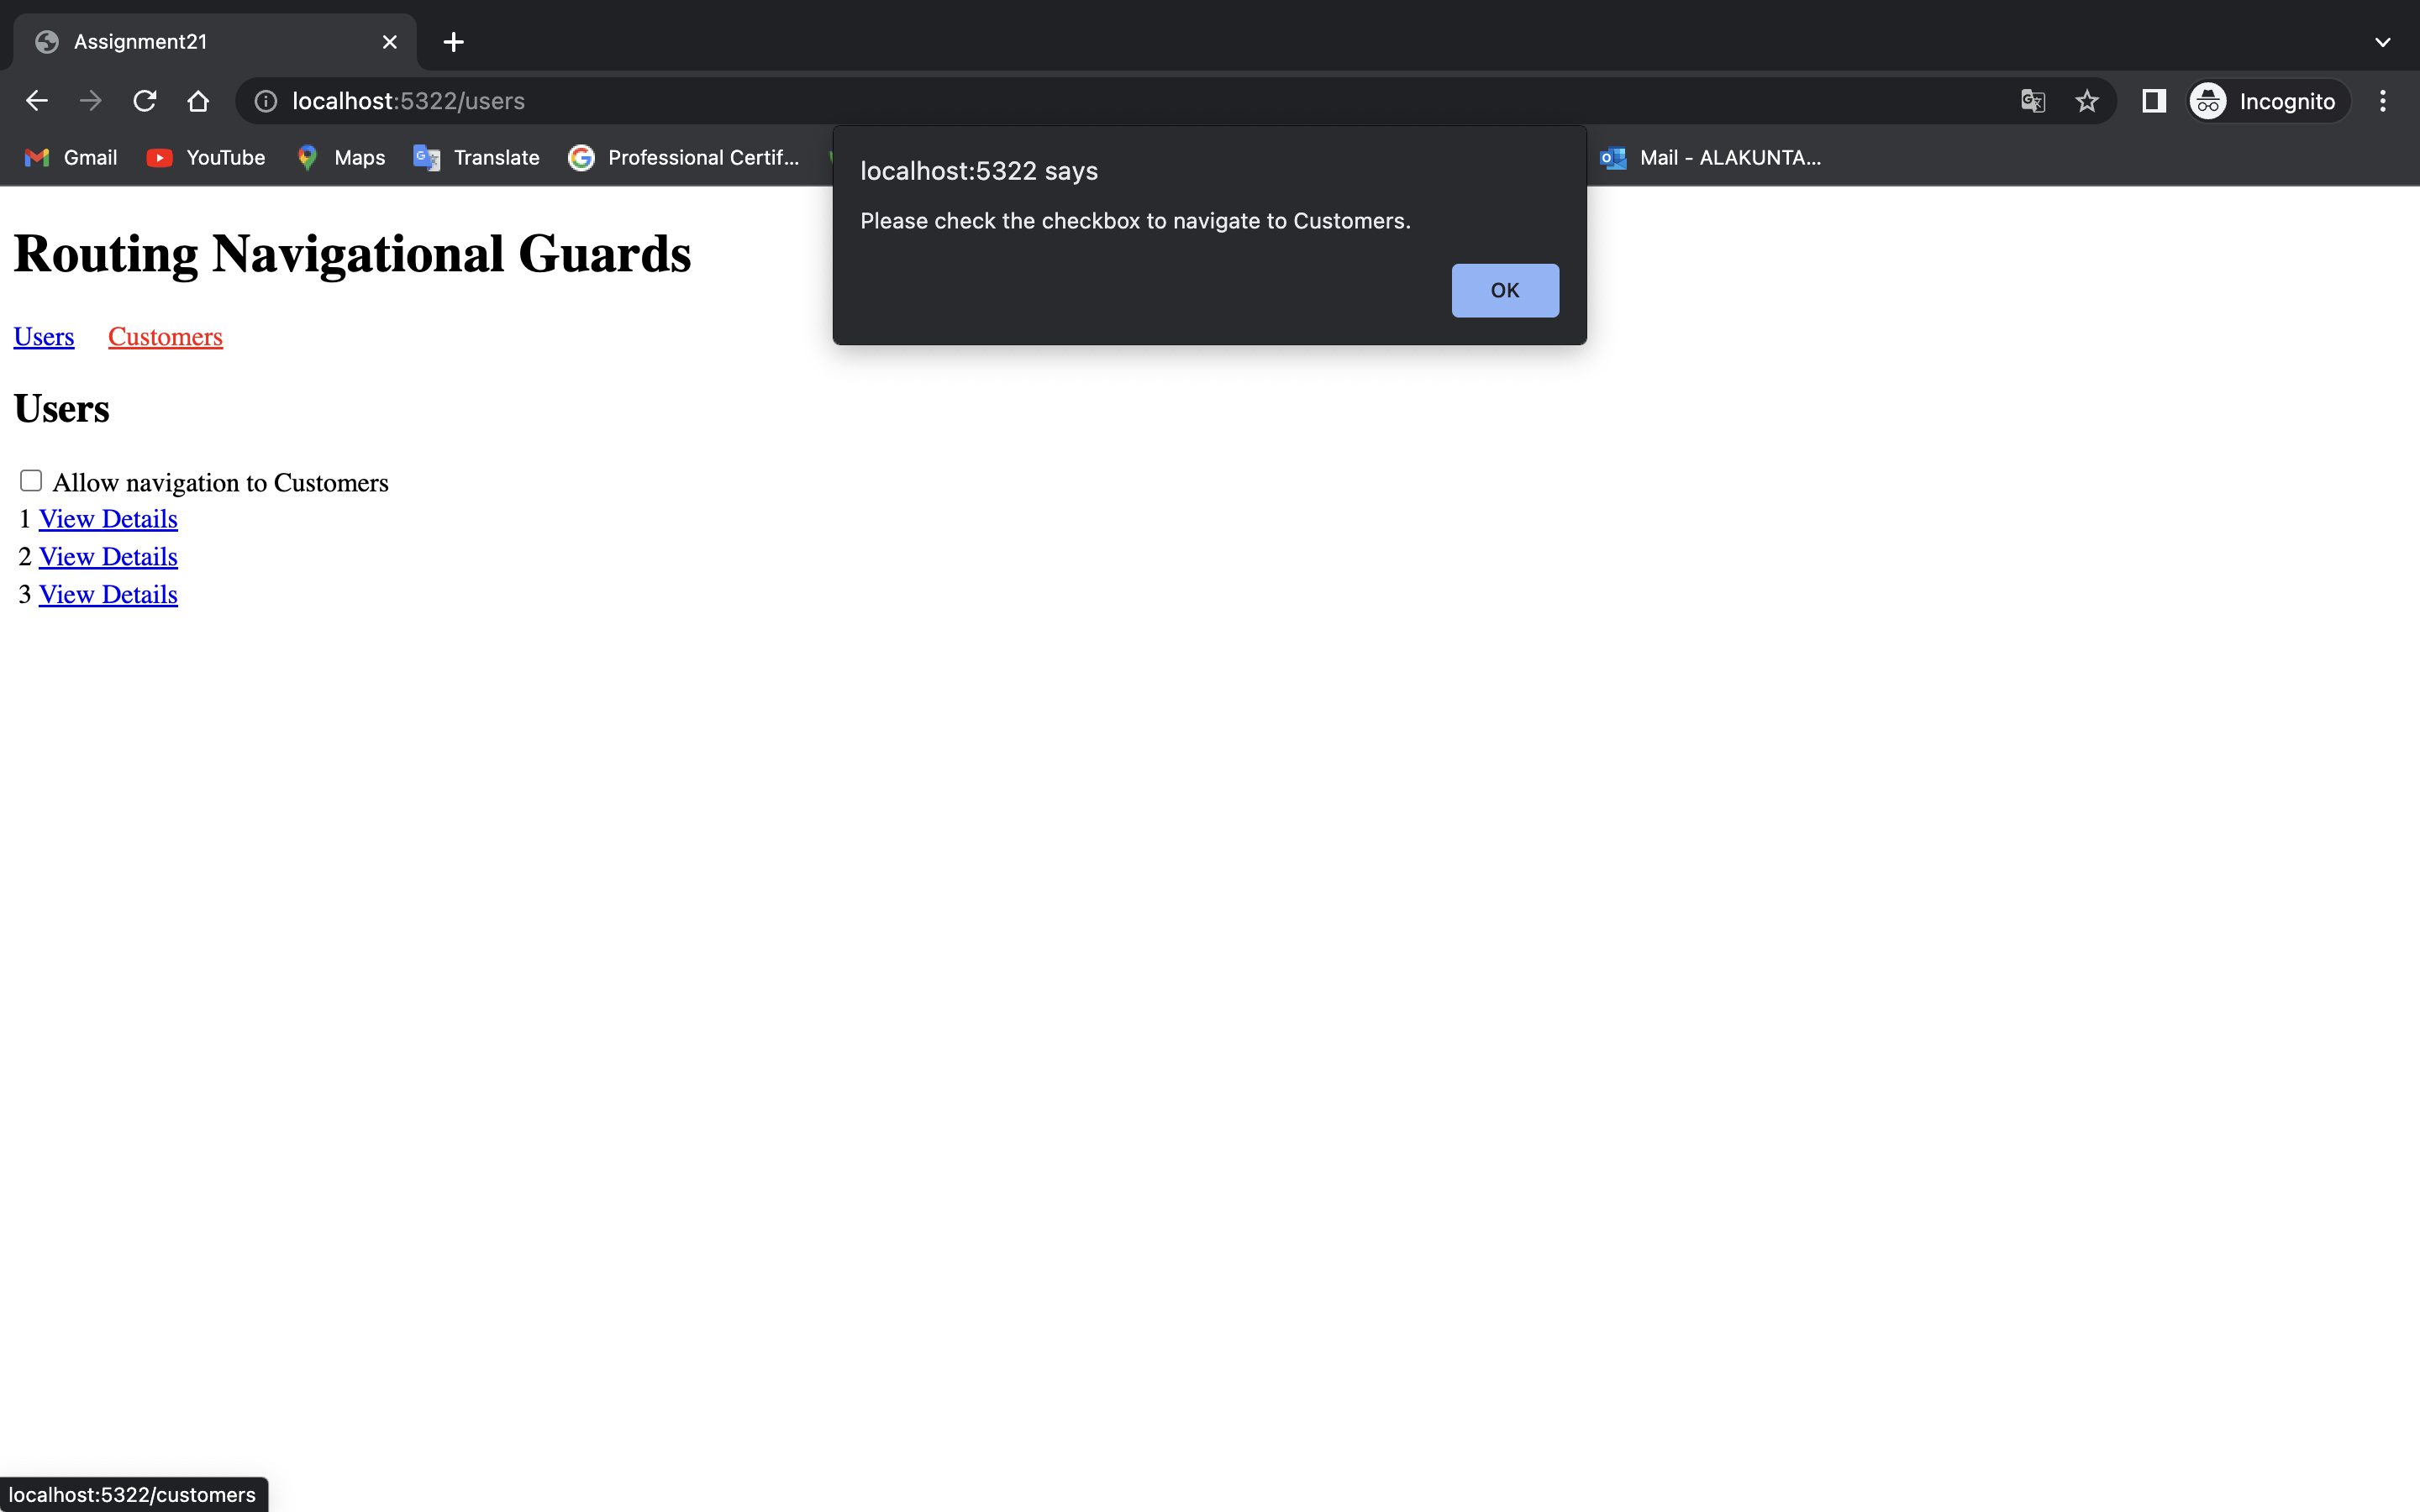 Assignment21
localhost:5322/users
Incognito
Gmail YouTube Maps Translate Professional Certif... Mail - ALAKUNTA...
localhost:5322 says
Please check the checkbox to navigate to Customers.
OK
Routing Navigational Guards
Users Customers
Users
Allow navigation to Customers
1 View Details
2 View Details
3 View Details
localhost:5322/customers